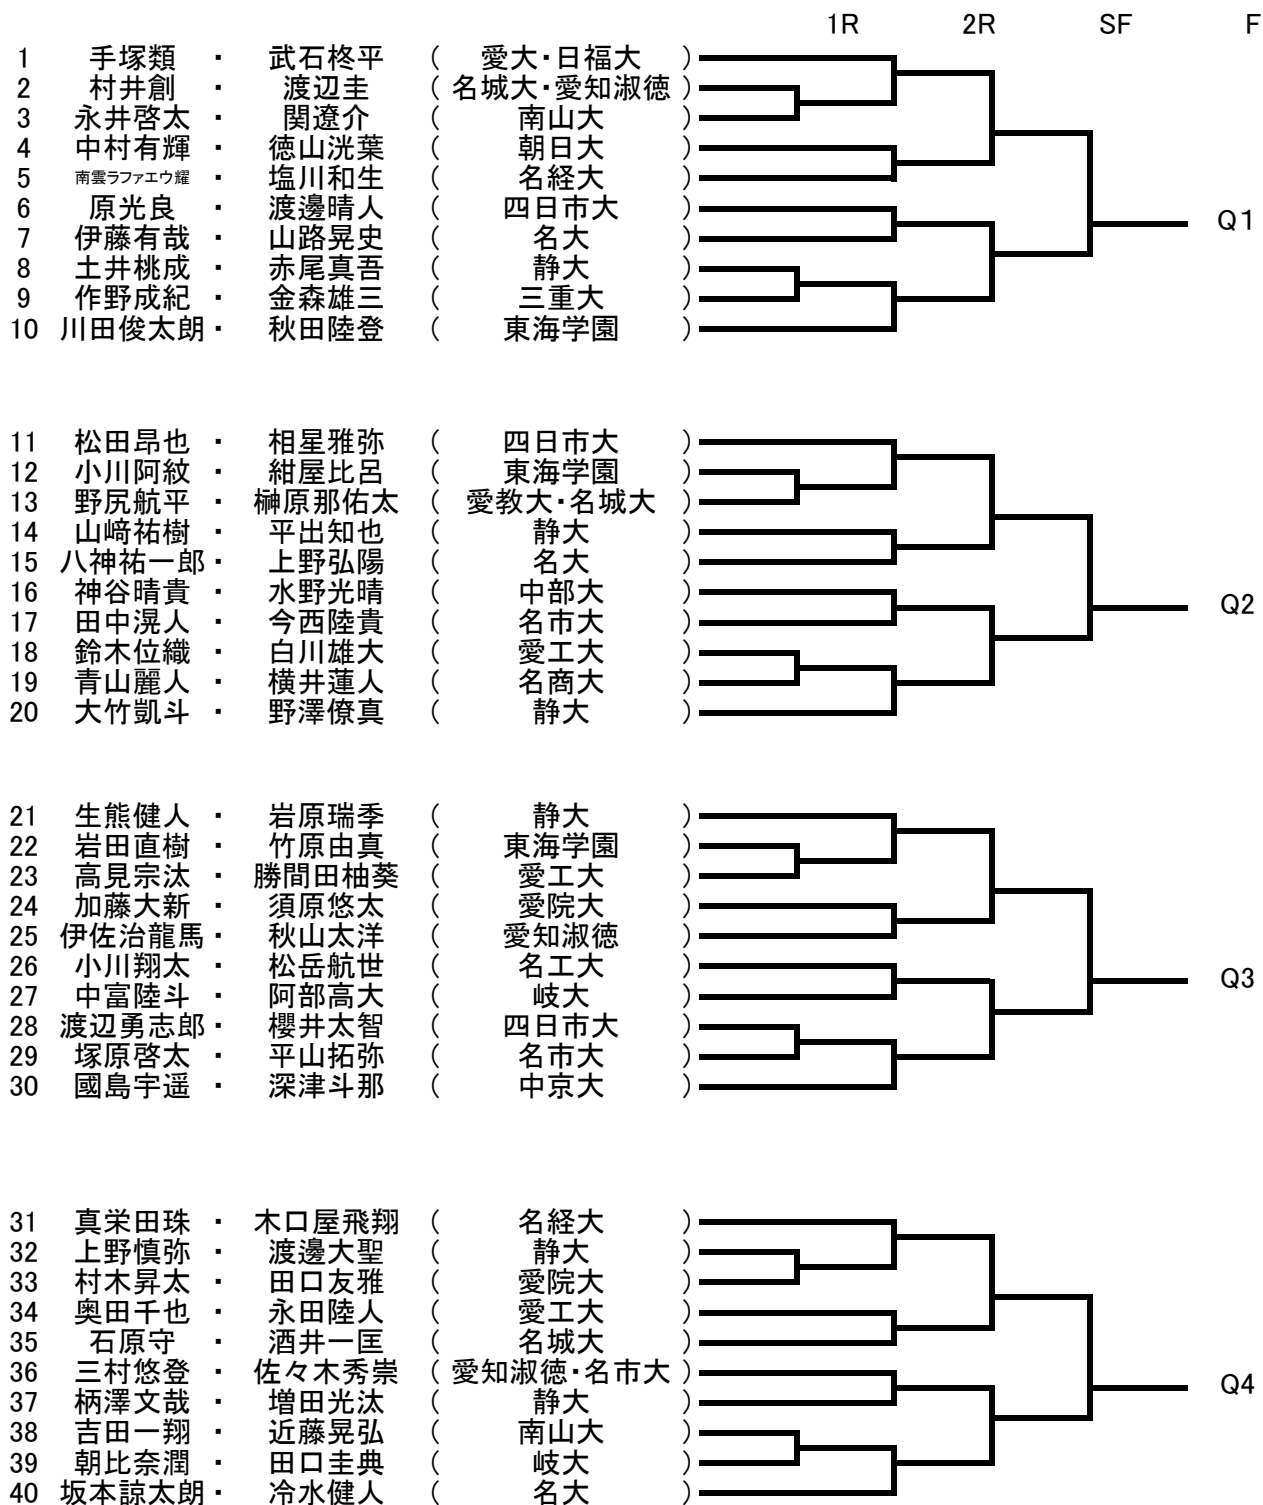 1R 2R SF F
1 手塚類 ・ 武石柊平 ( 愛大・日福大 )
2 村井創 ・ 渡辺圭 ( 名城大・愛知淑徳 )
3 永井啓太 ・ 関遼介 ( 南山大 )
4 中村有輝 ・ 徳山洸葉 ( 朝日大 )
5 南雲ラファエウ耀 ・ 塩川和生 ( 名経大 )
6 原光良 ・ 渡邊晴人 ( 四日市大 )
Q1
7 伊藤有哉 ・ 山路晃史 ( 名大 )
8 土井桃成 ・ 赤尾真吾 ( 静大 )
9 作野成紀 ・ 金森雄三 ( 三重大 )
10 川田俊太朗 ・ 秋田陸登 ( 東海学園 )
11 松田昂也 ・ 相星雅弥 ( 四日市大 )
12 小川阿紋 ・ 紺屋比呂 ( 東海学園 )
13 野尻航平 ・ 榊原那佑太 ( 愛教大・名城大 )
14 山﨑祐樹 ・ 平出知也 ( 静大 )
15 八神祐一郎 ・ 上野弘陽 ( 名大 )
16 神谷晴貴 ・ 水野光晴 ( 中部大 )
Q2
17 田中滉人 ・ 今西陸貴 ( 名市大 )
18 鈴木位織 ・ 白川雄大 ( 愛工大 )
19 青山麗人 ・ 横井蓮人 ( 名商大 )
20 大竹凱斗 ・ 野澤僚真 ( 静大 )
21 生熊健人 ・ 岩原瑞季 ( 静大 )
22 岩田直樹 ・ 竹原由真 ( 東海学園 )
23 高見宗汰 ・ 勝間田柚葵 ( 愛工大 )
24 加藤大新 ・ 須原悠太 ( 愛院大 )
25 伊佐治龍馬 ・ 秋山太洋 ( 愛知淑徳 )
26 小川翔太 ・ 松岳航世 ( 名工大 )
Q3
27 中富陸斗 ・ 阿部高大 ( 岐大 )
28 渡辺勇志郎 ・ 櫻井太智 ( 四日市大 )
29 塚原啓太 ・ 平山拓弥 ( 名市大 )
30 國島宇遥 ・ 深津斗那 ( 中京大 )
31 真栄田珠 ・ 木口屋飛翔 ( 名経大 )
32 上野慎弥 ・ 渡邊大聖 ( 静大 )
33 村木昇太 ・ 田口友雅 ( 愛院大 )
34 奥田千也 ・ 永田陸人 ( 愛工大 )
35 石原守 ・ 酒井一匡 ( 名城大 )
36 三村悠登 ・ 佐々木秀崇 ( 愛知淑徳・名市大 )
Q4
37 柄澤文哉 ・ 増田光汰 ( 静大 )
38 吉田一翔 ・ 近藤晃弘 ( 南山大 )
39 朝比奈潤 ・ 田口圭典 ( 岐大 )
40 坂本諒太朗 ・ 冷水健人 ( 名大 )